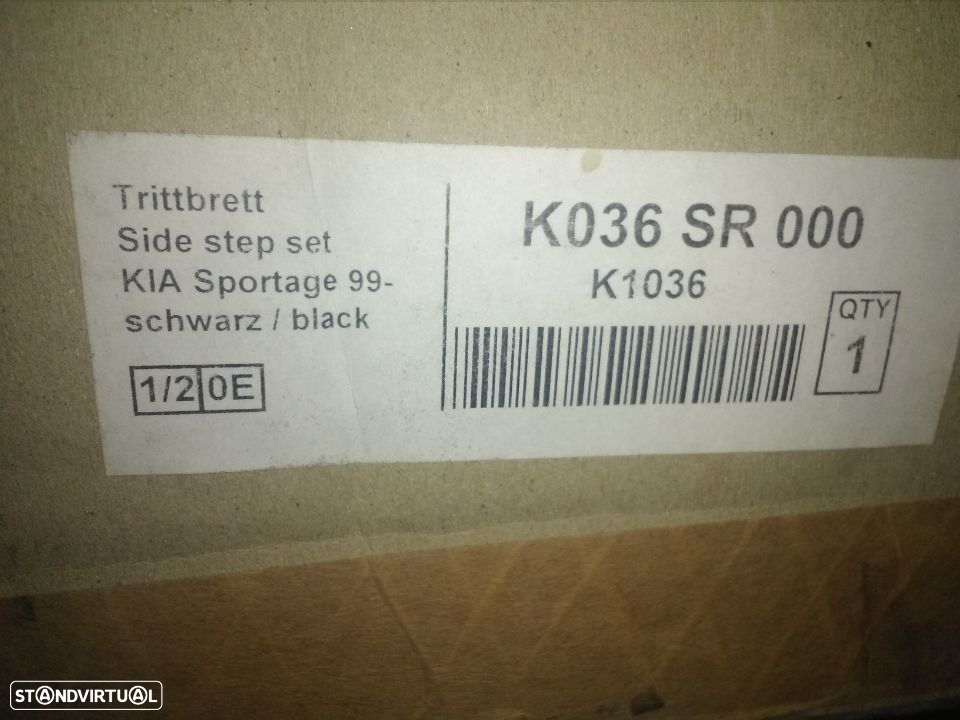 Trittbrett
Side step set
KIA Sportage 99-
schwarz / black
1/2 0E
K036 SR 000
K1036
QTY
1
STANDVIRTUAL